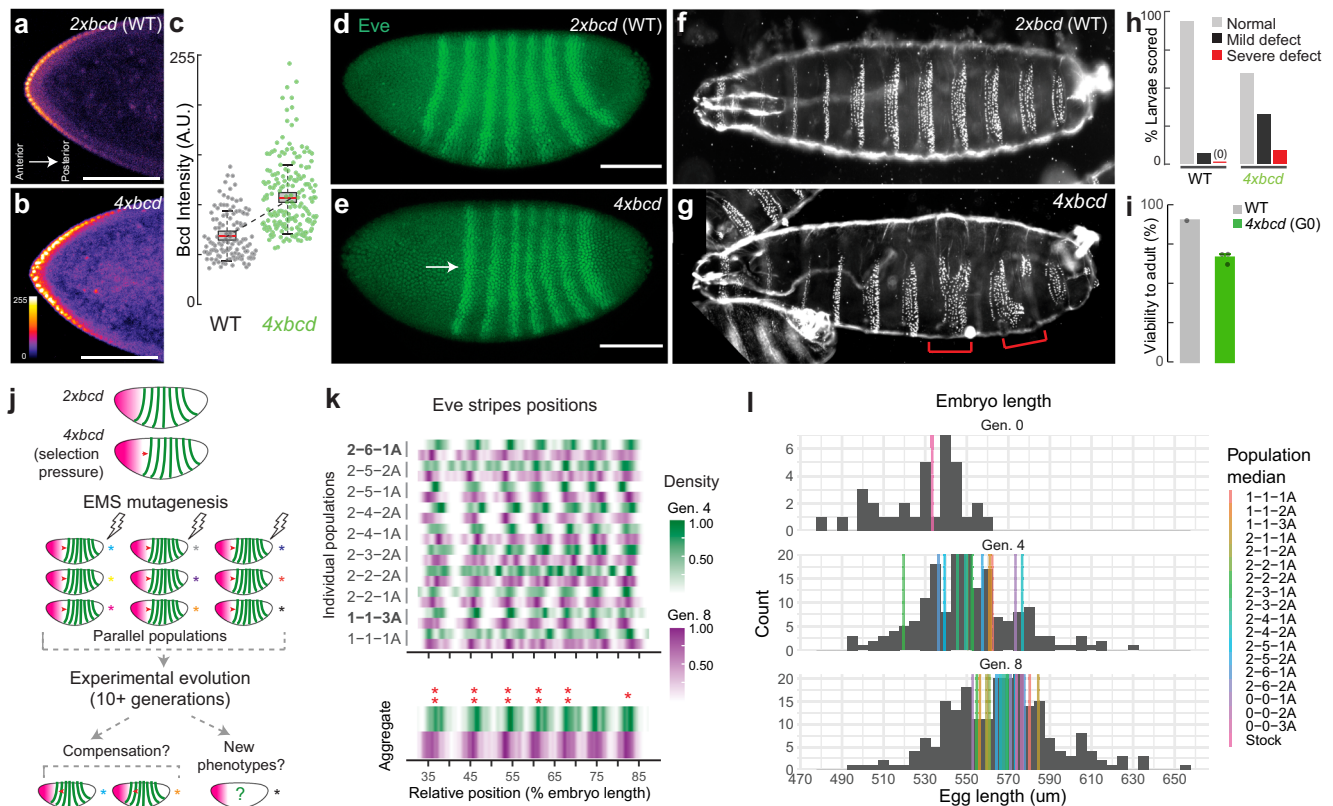 a
2xbcd (WT)
Anterior
Posterior
b
4xbcd
255
0
c
255
Bcd Intensity (A.U.)
0
WT
4xbcd
d
Eve
2xbcd (WT)
e
4xbcd
f
2xbcd (WT)
g
4xbcd
h
100
% Larvae scored
0
Normal
Mild defect
Severe defect
(0)
WT
4xbcd
i
100
Viability to adult (%)
0
WT
4xbcd (G0)
j
2xbcd
4xbcd
(selection
pressure)
EMS mutagenesis
* * *
* * *
* * *
Parallel populations
Experimental evolution
(10+ generations)
Compensation?
New
phenotypes?
* * ? *
k
Eve stripes positions
Individual populations
2-6-1A
2-5-2A
2-5-1A
2-4-2A
2-4-1A
2-3-2A
2-2-2A
2-2-1A
1-1-3A
1-1-1A
Density
Gen. 4
1.00
0.50
Gen. 8
1.00
0.50
* * * * * *
* * * * *
Aggregate
35 45 55 65 75 85
Relative position (% embryo length)
l
Embryo length
Gen. 0
6
4
2
0
Gen. 4
20
15
10
5
0
Gen. 8
20
15
10
5
0
Count
470 490 510 530 550 570 590 610 630 650
Egg length (um)
Population
median
1-1-1A
1-1-2A
1-1-3A
2-1-1A
2-1-2A
2-2-1A
2-2-2A
2-3-1A
2-3-2A
2-4-1A
2-4-2A
2-5-1A
2-5-2A
2-6-1A
2-6-2A
0-0-1A
0-0-2A
0-0-3A
Stock